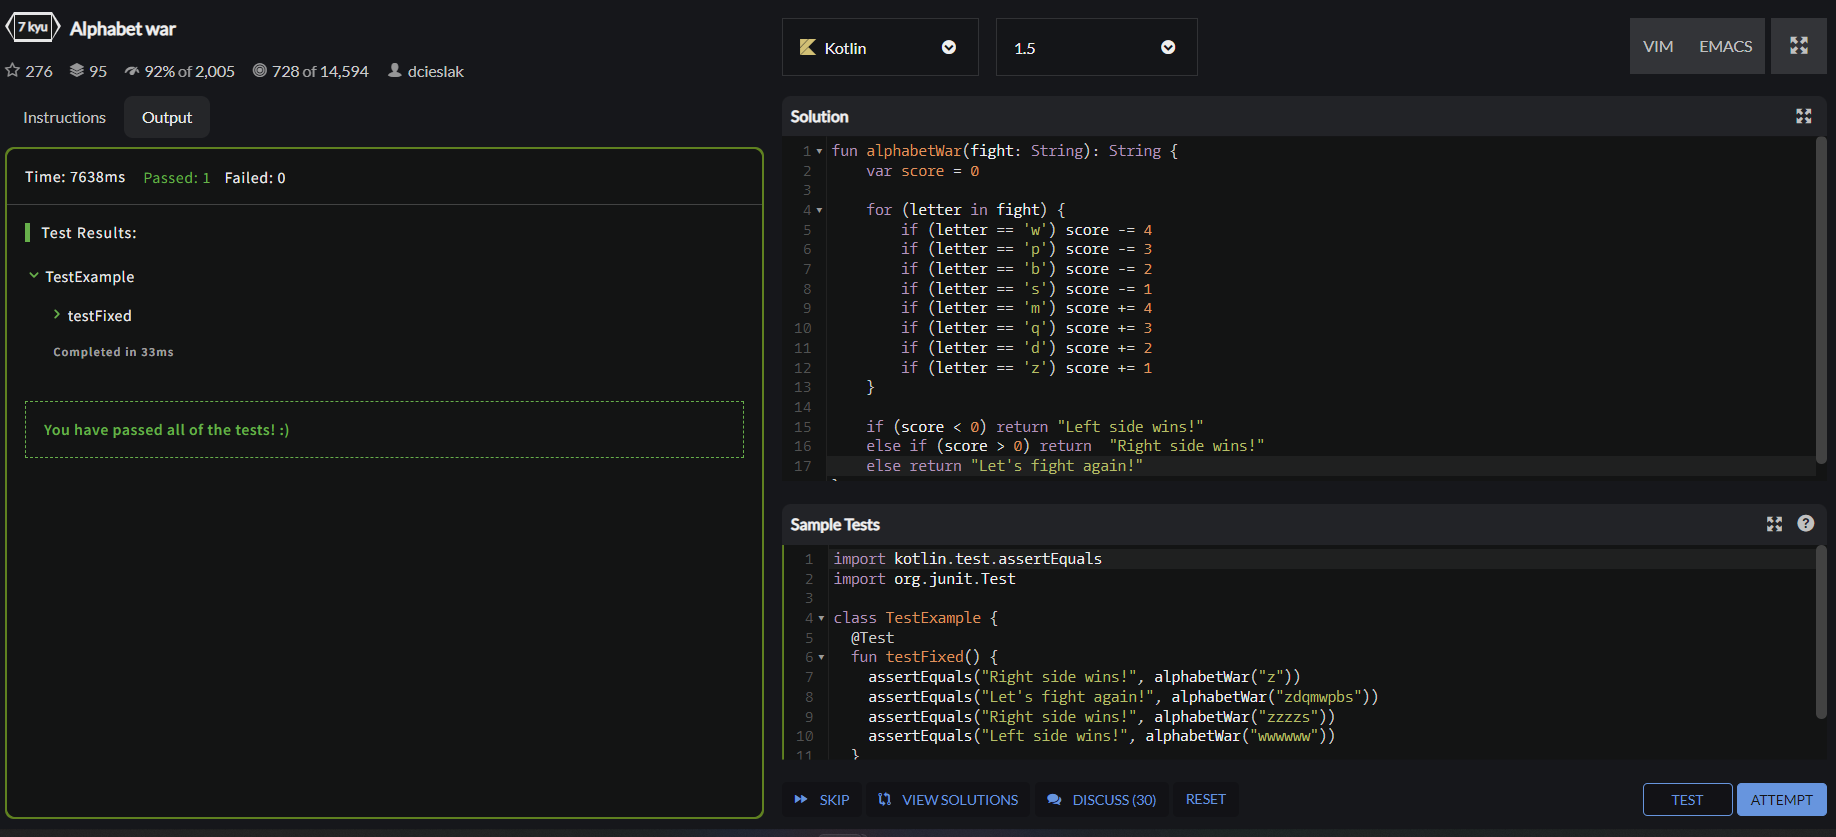 7 kyu Alphabet war
276 95 92% of 2,005 728 of 14,594 dcieslak
Instructions Output
Time: 7638ms Passed: 1 Failed: 0
Test Results:
TestExample
testFixed
Completed in 33ms
You have passed all of the tests! :)
Kotlin 1.5 VIM EMACS
Solution
1 fun alphabetWar(fight: String): String {
2 var score = 0
3
4 for (letter in fight) {
5 if (letter == 'w') score -= 4
6 if (letter == 'p') score -= 3
7 if (letter == 'b') score -= 2
8 if (letter == 's') score -= 1
9 if (letter == 'm') score += 4
10 if (letter == 'q') score += 3
11 if (letter == 'd') score += 2
12 if (letter == 'z') score += 1
13 }
14
15 if (score < 0) return "Left side wins!"
16 else if (score > 0) return  "Right side wins!"
17 else return "Let's fight again!"
Sample Tests ?
1 import kotlin.test.assertEquals
2 import org.junit.Test
3
4 class TestExample {
5 @Test
6 fun testFixed() {
7 assertEquals("Right side wins!", alphabetWar("z"))
8 assertEquals("Let's fight again!", alphabetWar("zdqmwpbs"))
9 assertEquals("Right side wins!", alphabetWar("zzzzs"))
10 assertEquals("Left side wins!", alphabetWar("wwwwww"))
11 }
SKIP VIEW SOLUTIONS DISCUSS (30) RESET TEST ATTEMPT